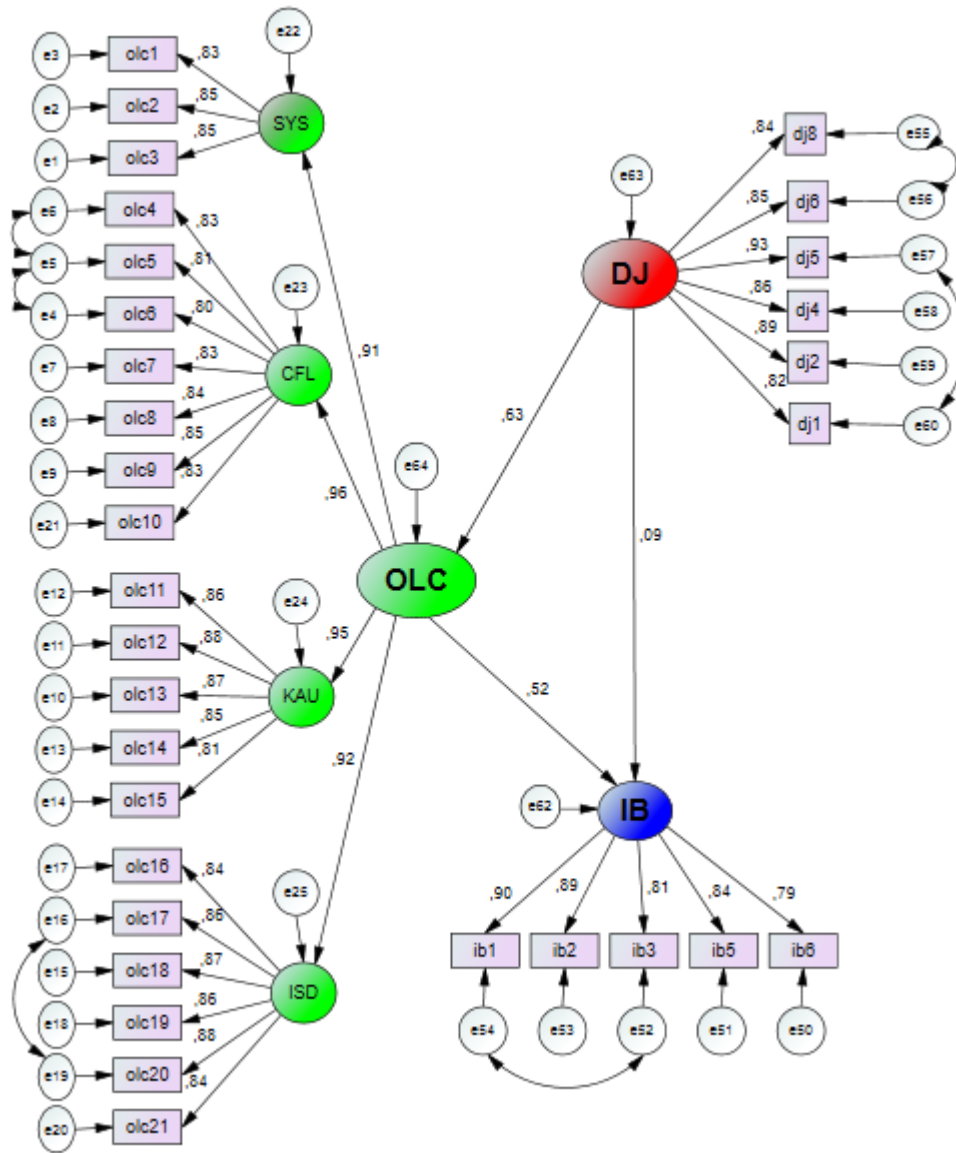 e22
e3 olc1 ,83
e2 olc2 ,85 SYS
e1 olc3 ,85
e6 olc4 ,83
e5 olc5 ,81
e4 olc6 ,80 e23
e7 olc7 ,83 CFL
e8 olc8 ,84
e9 olc9 ,85
e21 olc10 ,83
,91
,96
e63
DJ
,84 dj8 e55
,85 dj6 e56
,93 dj5 e57
,86 dj4 e58
,89 dj2 e59
,82 dj1 e60
,63
,09
e64
OLC
e12 olc11 ,86
e11 olc12 ,88 e24
e10 olc13 ,87 KAU
e13 olc14 ,85
e14 olc15 ,81
,95
,92
,52
e17 olc16 ,84
e16 olc17 ,86 e25
e15 olc18 ,87
e18 olc19 ,86 ISD
e19 olc20 ,88
e20 olc21 ,84
e62 IB
,90 ,89 ,81 ,84 ,79
ib1 ib2 ib3 ib5 ib6
e54 e53 e52 e51 e50